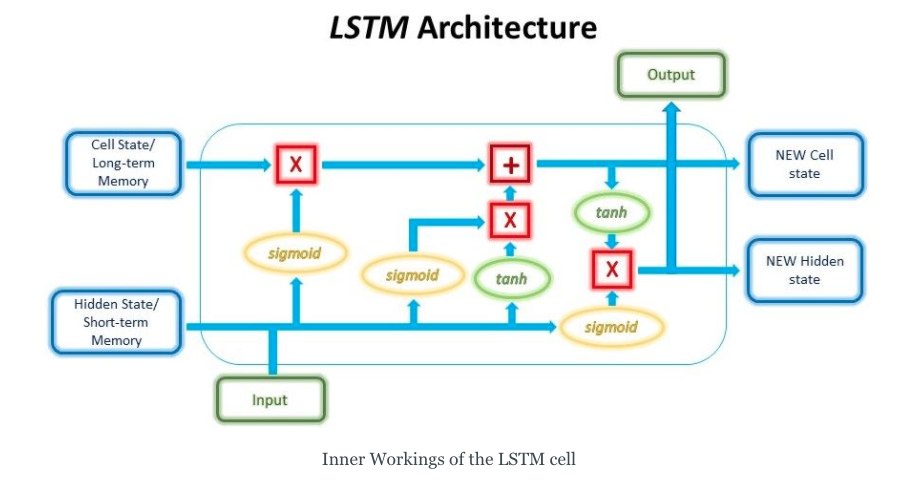 LSTM Architecture
Output
Cell State/
Long-term
Memory
X
+
NEW Cell
state
tanh
X
sigmoid
sigmoid
tanh
X
NEW Hidden
state
Hidden State/
Short-term
Memory
sigmoid
Input
Inner Workings of the LSTM cell